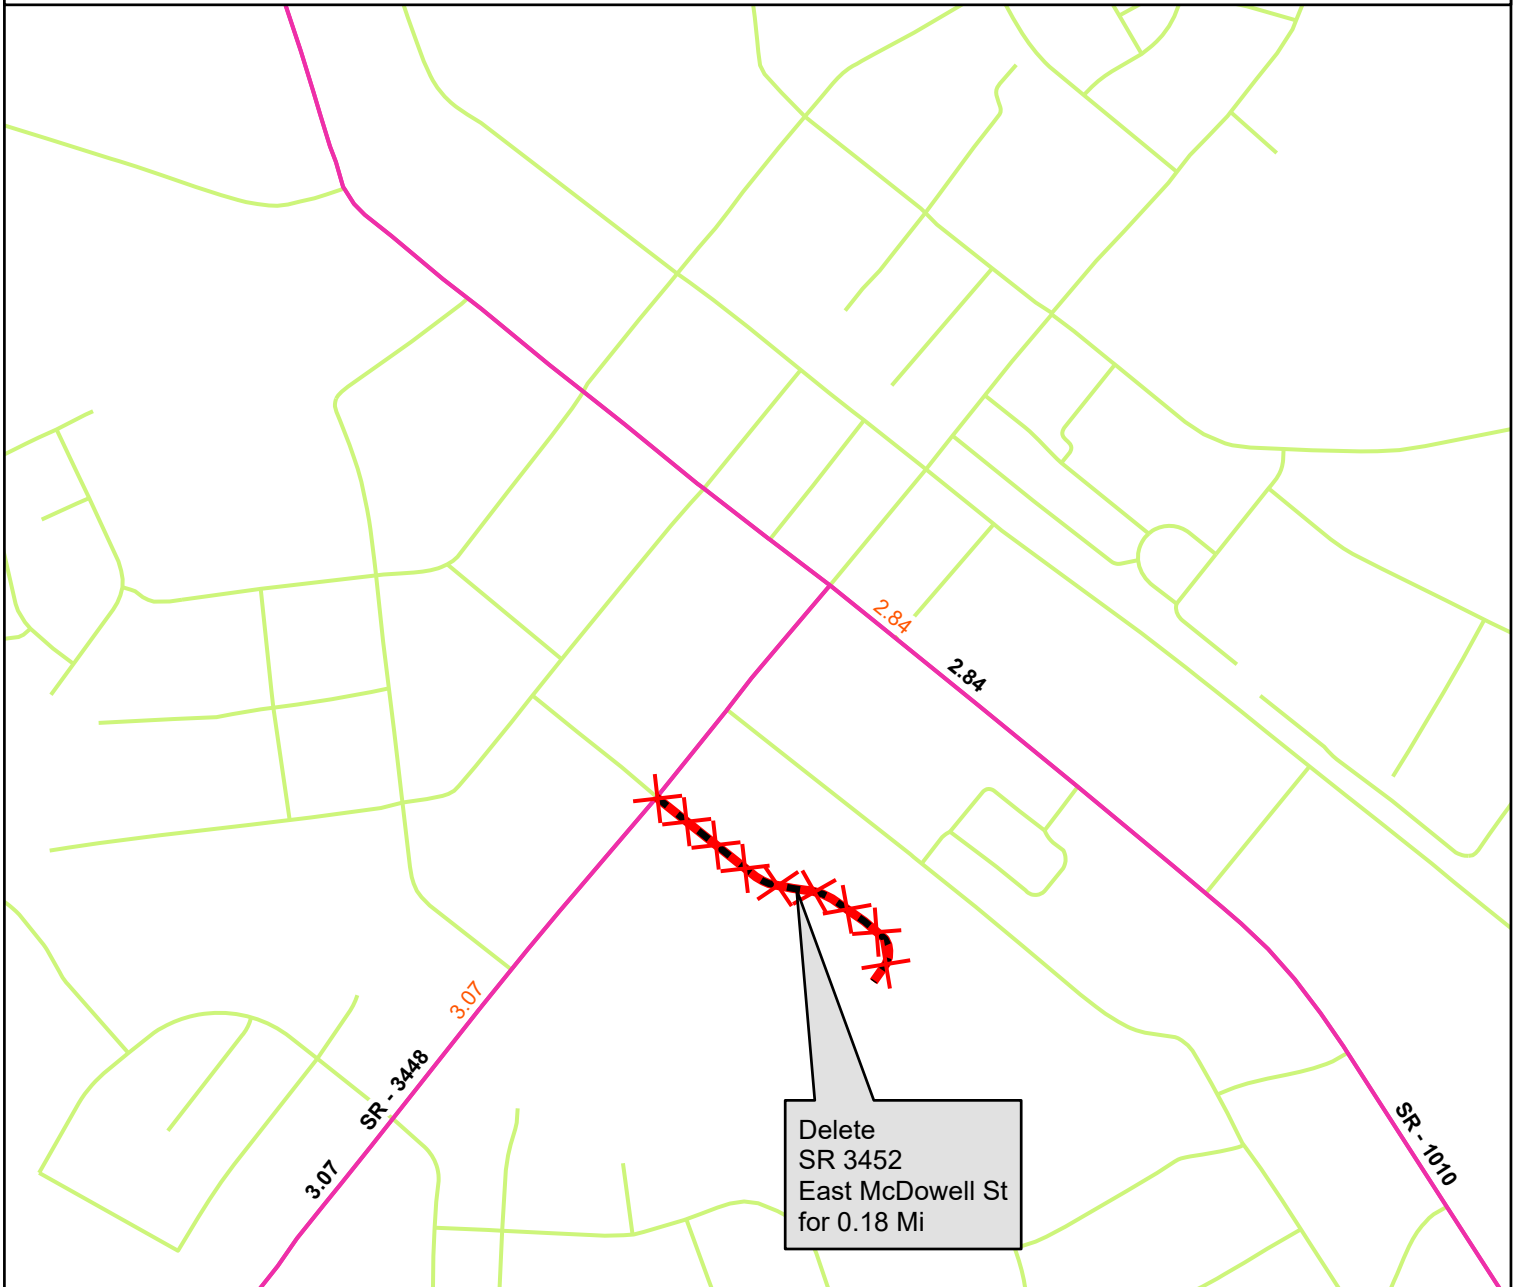 2.84
2.84
3.07
SR - 3448
3.07
SR - 1010
Delete
SR 3452
East McDowell St
for 0.18 Mi